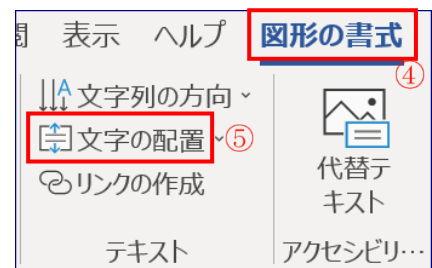 閲 表示 ヘルプ 図形の書式
④
文字列の方向
文字の配置 ⑤
リンクの作成
代替テ
キスト
テキスト
アクセシビリ…